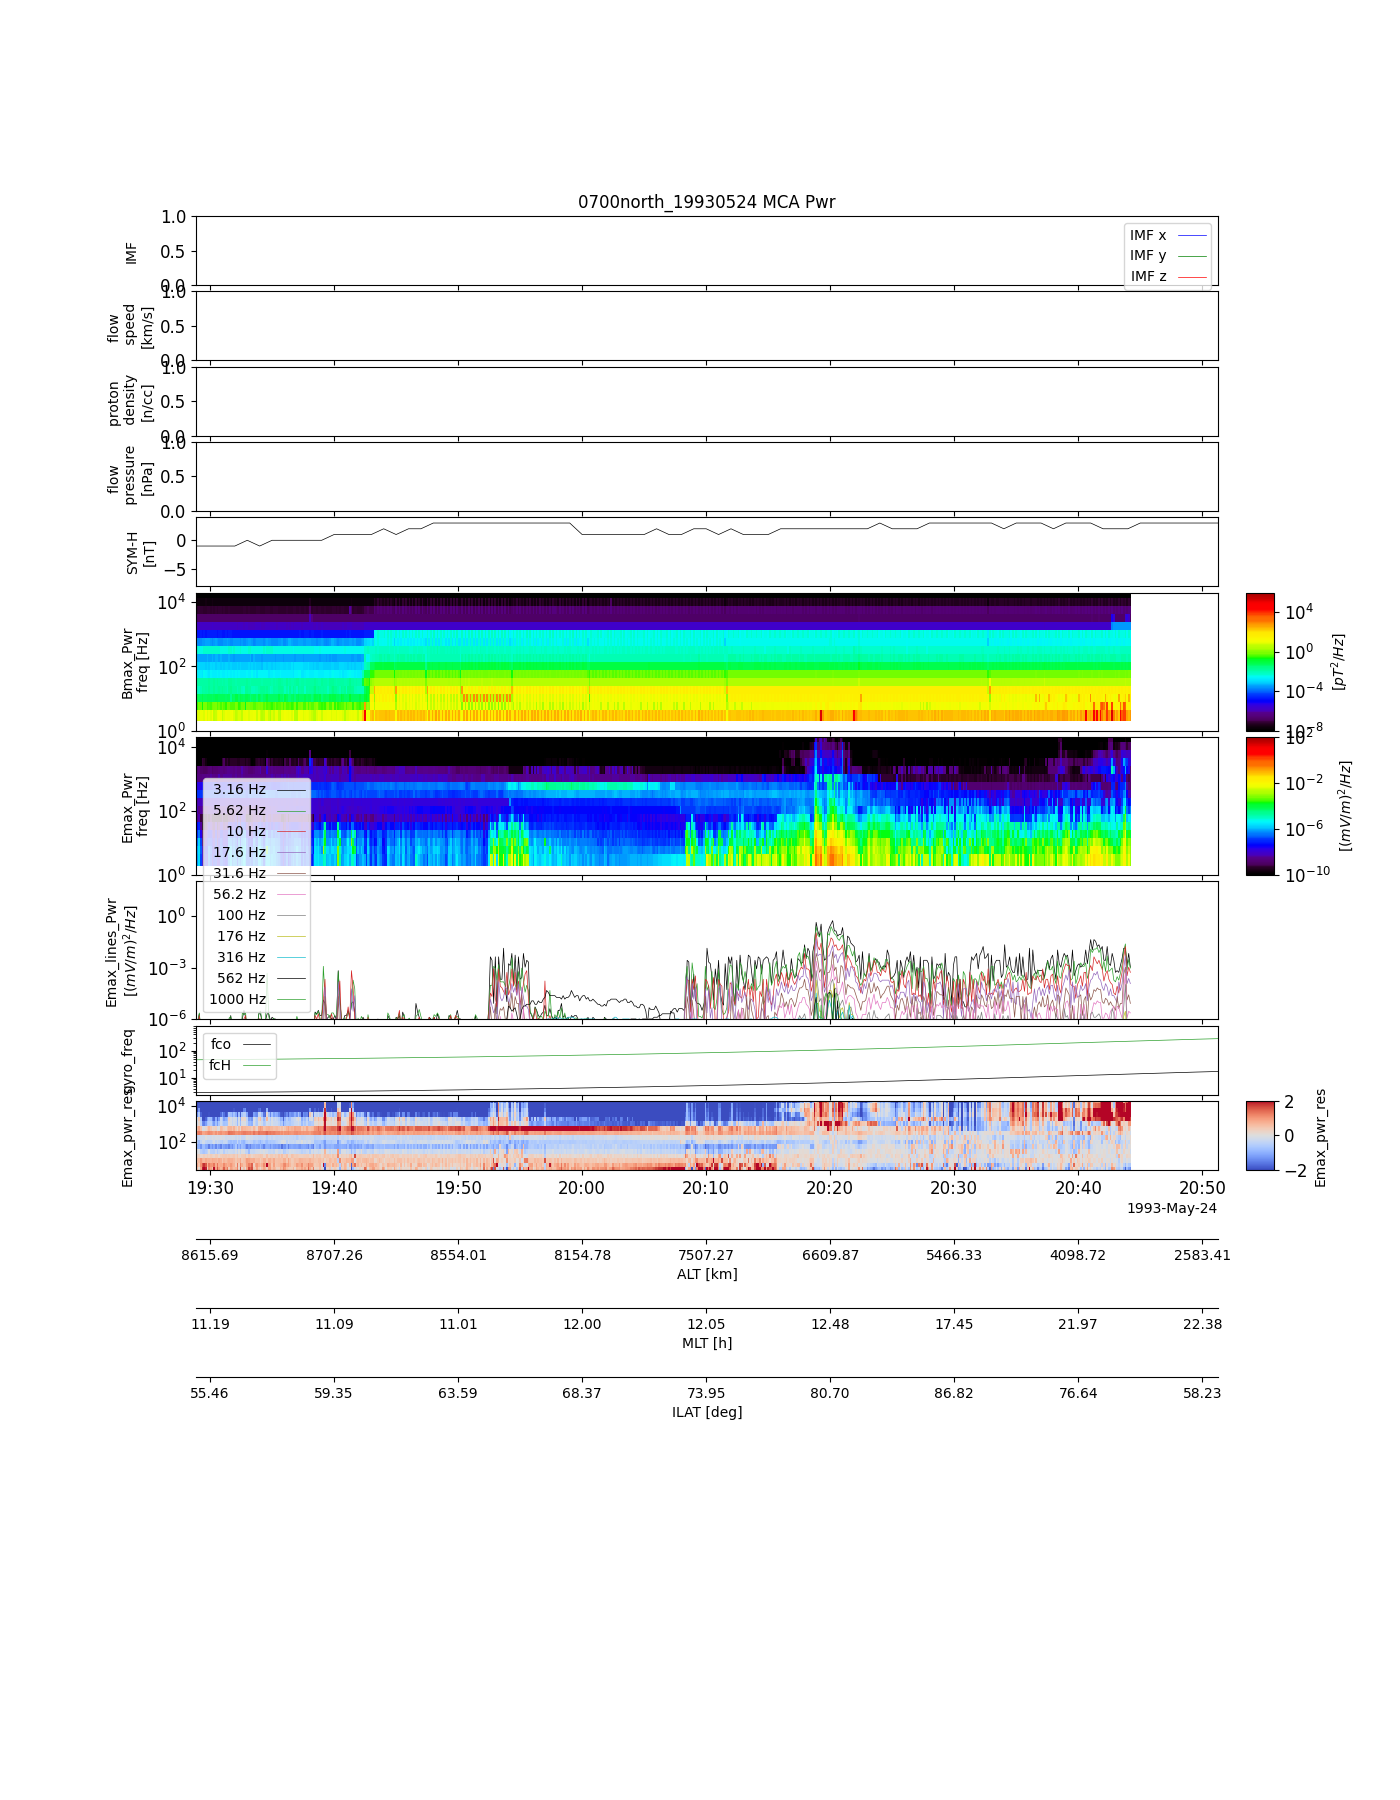 0700north_19930524 MCA Pwr
1.0
0.5
0.0
IMF
IMF x
IMF y
IMF z
1.0
0.5
0.0
flow
speed
[km/s]
1.0
0.5
0.0
proton
density
[n/cc]
1.0
0.5
0.0
flow
pressure
[nPa]
0
−5
SYM-H
[nT]
10^4
10^2
10^0
Bmax_Pwr
freq [Hz]
10^4
10^0
10^−4
10^−8
[pT^2/Hz]
10^4
10^2
10^0
Emax_Pwr
freq [Hz]
10^2
10^−2
10^−6
10^−10
[(mV/m)^2/Hz]
3.16 Hz
5.62 Hz
10 Hz
17.6 Hz
31.6 Hz
56.2 Hz
100 Hz
176 Hz
316 Hz
562 Hz
1000 Hz
10^0
10^−3
10^−6
Emax_lines_Pwr
[(mV/m)^2/Hz]
fco
fcH
10^2
10^1
gyro_freq
10^4
10^2
Emax_pwr_res
2
0
−2
Emax_pwr_res
19:30 19:40 19:50 20:00 20:10 20:20 20:30 20:40 20:50
1993-May-24
8615.69 8707.26 8554.01 8154.78 7507.27 6609.87 5466.33 4098.72 2583.41
ALT [km]
11.19 11.09 11.01 12.00 12.05 12.48 17.45 21.97 22.38
MLT [h]
55.46 59.35 63.59 68.37 73.95 80.70 86.82 76.64 58.23
ILAT [deg]